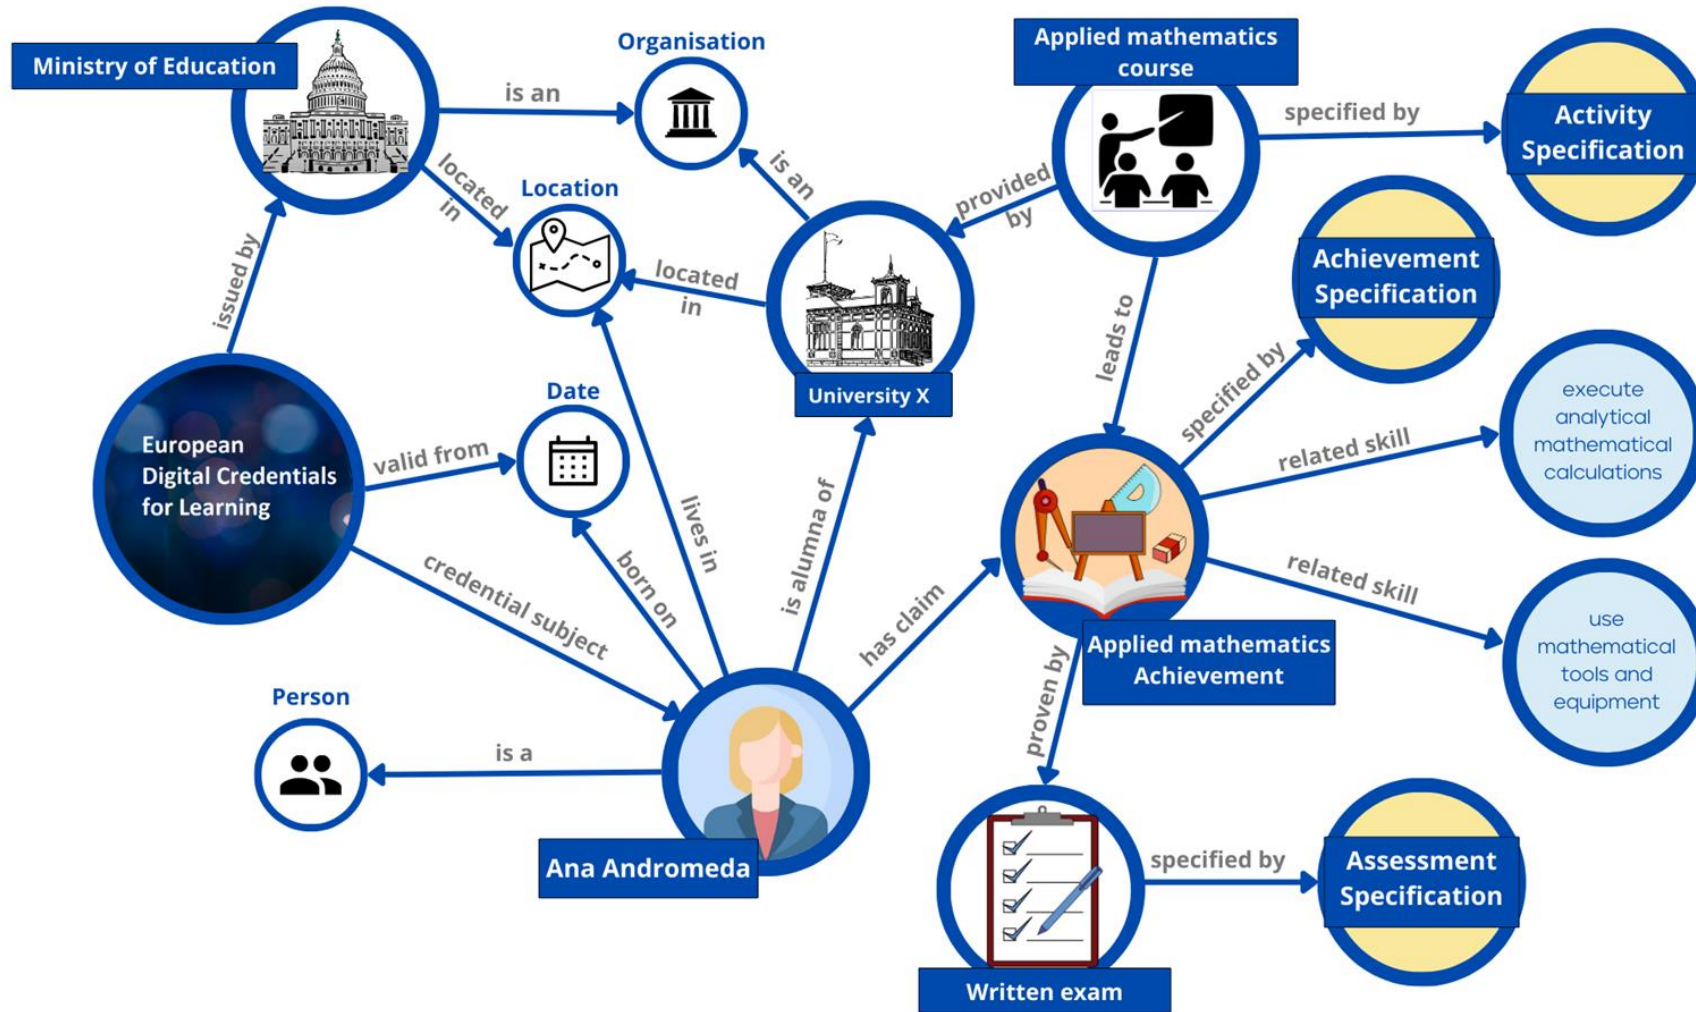 Ministry of Education
Organisation
Applied mathematics
course
Activity
Specification
is an
specified by
located
in
Location
is an
provided
by
Achievement
Specification
issued by
located
in
leads to
University X
specified by
execute
analytical
mathematical
calculations
Date
European
Digital Credentials
for Learning
valid from
related skill
lives in
is alumna of
credential subject
born on
has claim
related skill
use
mathematical
tools and
equipment
Applied mathematics
Achievement
proven by
Person
is a
Ana Andromeda
specified by
Assessment
Specification
Written exam